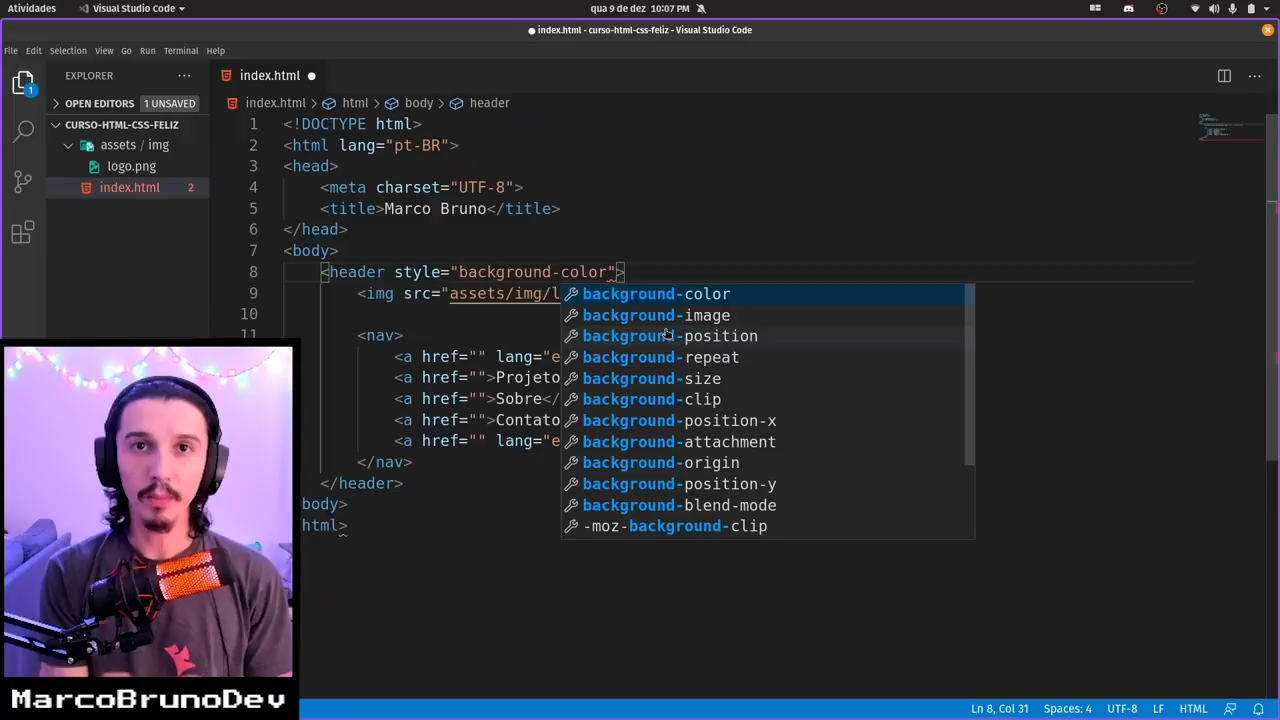 Atividades Visual Studio Code qua 9 de dez 10:07 PM
index.html - curso-html-css-feliz - Visual Studio Code
File Edit Selection View Go Run Terminal Help
EXPLORER
OPEN EDITORS 1 UNSAVED
CURSO-HTML-CSS-FELIZ
assets / img
logo.png
index.html 2
1
index.html
index.html > html > body > header
1 <!DOCTYPE html>
2 <html lang="pt-BR">
3 <head>
4 <meta charset="UTF-8">
5 <title>Marco Bruno</title>
6 </head>
7 <body>
8 <header style="background-color">
9 <img src="assets/img/l
10
11 <nav>
<a href="" lang="e
<a href="">Projeto
<a href="">Sobre</
<a href="">Contato
<a href="" lang="e
</nav>
</header>
body>
html>
background-color
background-image
background-position
background-repeat
background-size
background-clip
background-position-x
background-attachment
background-origin
background-position-y
background-blend-mode
-moz-background-clip
MarcoBrunoDev
Ln 8, Col 31 Spaces: 4 UTF-8 LF HTML